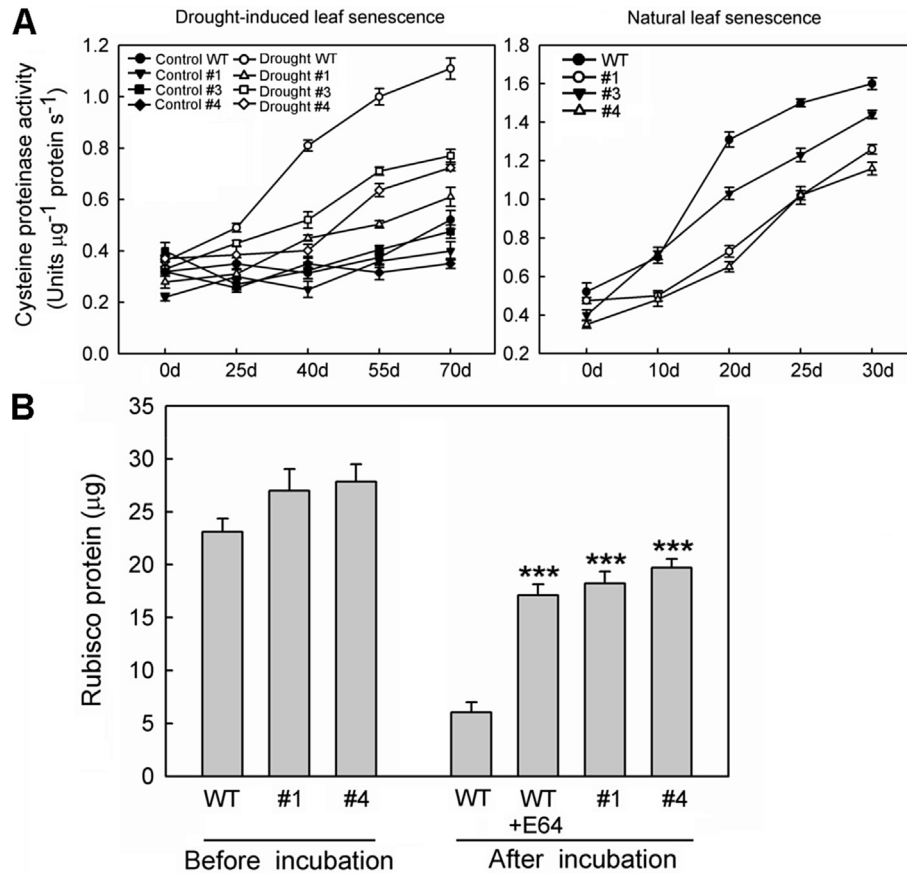 A
Drought-induced leaf senescence
Natural leaf senescence
Cysteine proteinase activity
(Units µg⁻¹ protein s⁻¹)
1.2
1.0
0.8
0.6
0.4
0.2
0.0
Control WT
Control #1
Control #3
Control #4
Drought WT
Drought #1
Drought #3
Drought #4
0d 25d 40d 55d 70d
1.8
1.6
1.4
1.2
1.0
0.8
0.6
0.4
0.2
WT
#1
#3
#4
0d 10d 20d 25d 30d
B
Rubisco protein (µg)
35
30
25
20
15
10
5
0
*** *** ***
WT #1 #4 WT WT #1 #4
+E64
Before incubation After incubation